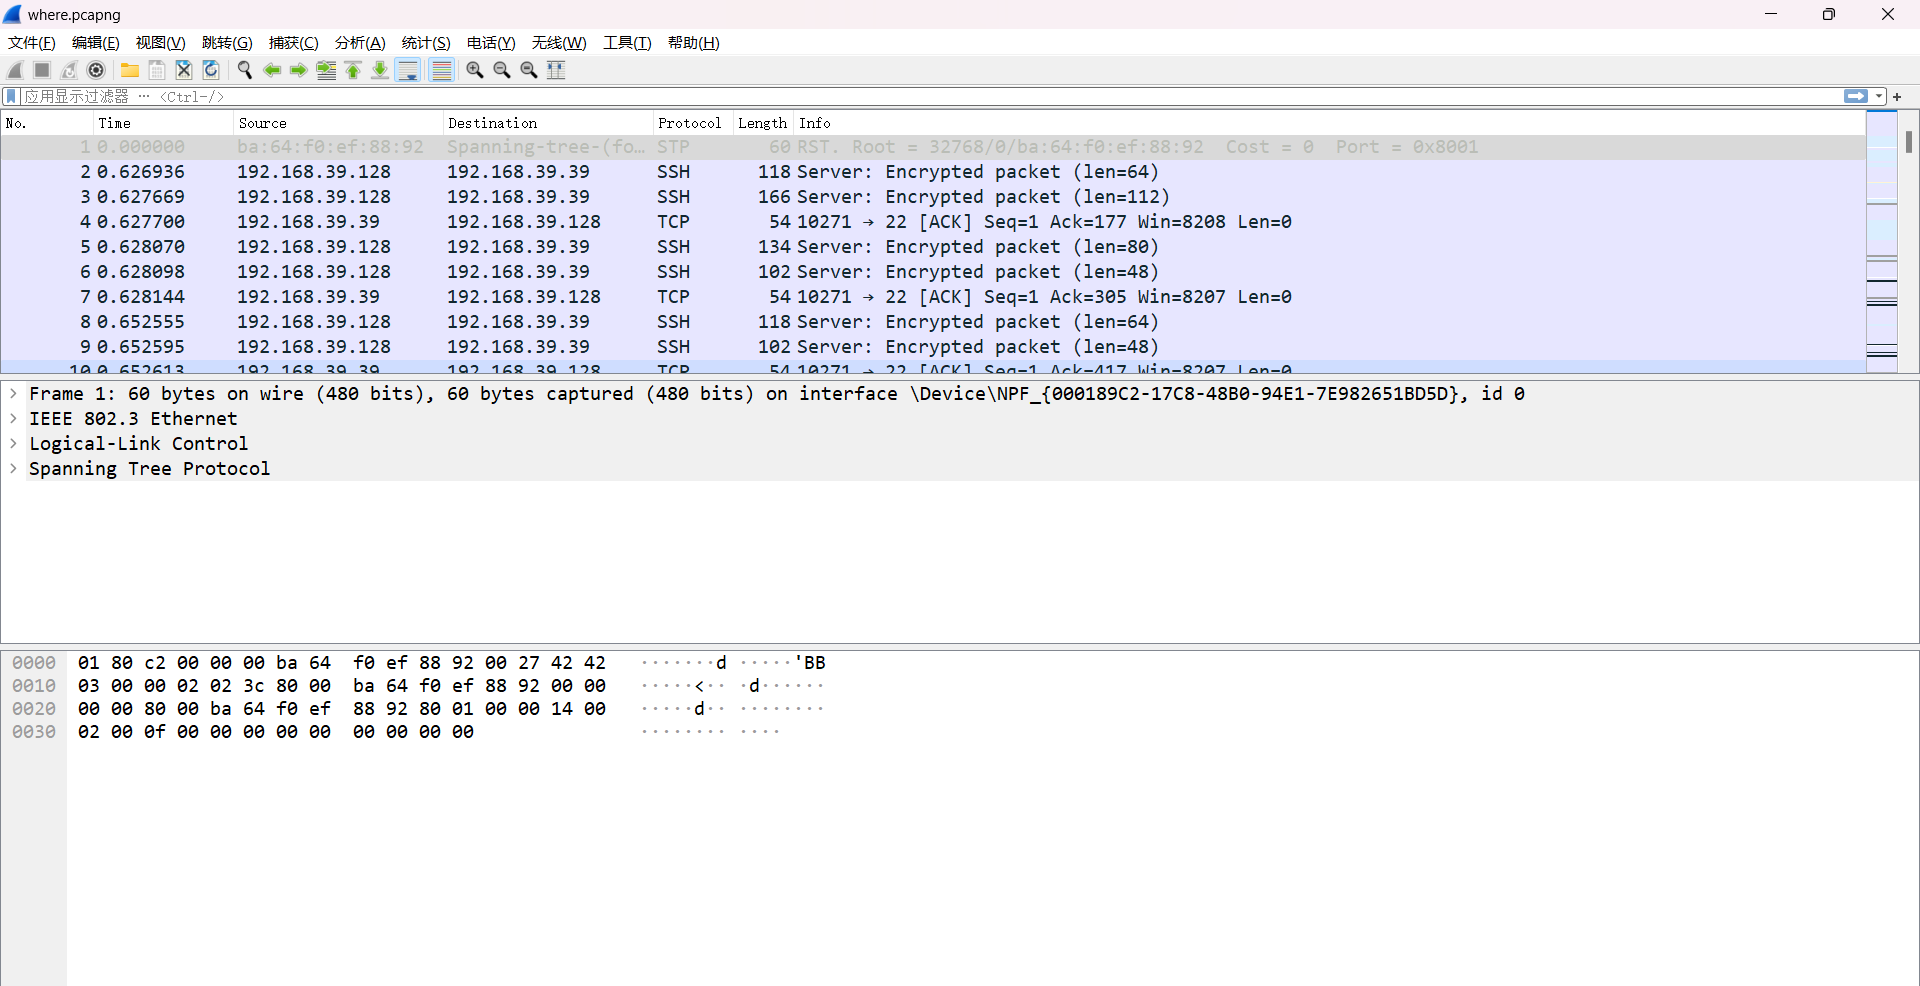 where.pcapng
文件(F) 编辑(E) 视图(V) 跳转(G) 捕获(C) 分析(A) 统计(S) 电话(Y) 无线(W) 工具(T) 帮助(H)
应用显示过滤器 … <Ctrl-/>
No. Time Source Destination Protocol Length Info
1 0.000000 ba:64:f0:ef:88:92 Spanning-tree-(fo… STP 60 RST. Root = 32768/0/ba:64:f0:ef:88:92 Cost = 0 Port = 0x8001
2 0.626936 192.168.39.128 192.168.39.39 SSH 118 Server: Encrypted packet (len=64)
3 0.627669 192.168.39.128 192.168.39.39 SSH 166 Server: Encrypted packet (len=112)
4 0.627700 192.168.39.39 192.168.39.128 TCP 54 10271 → 22 [ACK] Seq=1 Ack=177 Win=8208 Len=0
5 0.628070 192.168.39.128 192.168.39.39 SSH 134 Server: Encrypted packet (len=80)
6 0.628098 192.168.39.128 192.168.39.39 SSH 102 Server: Encrypted packet (len=48)
7 0.628144 192.168.39.39 192.168.39.128 TCP 54 10271 → 22 [ACK] Seq=1 Ack=305 Win=8207 Len=0
8 0.652555 192.168.39.128 192.168.39.39 SSH 118 Server: Encrypted packet (len=64)
9 0.652595 192.168.39.128 192.168.39.39 SSH 102 Server: Encrypted packet (len=48)
10 0.652613 192.168.39.39 192.168.39.128 TCP 54 10271 → 22 [ACK] Seq=1 Ack=417 Win=8207 Len=0
Frame 1: 60 bytes on wire (480 bits), 60 bytes captured (480 bits) on interface \Device\NPF_{000189C2-17C8-48B0-94E1-7E982651BD5D}, id 0
IEEE 802.3 Ethernet
Logical-Link Control
Spanning Tree Protocol
0000 01 80 c2 00 00 00 ba 64 f0 ef 88 92 00 27 42 42 ·······d ·····'BB
0010 03 00 00 02 02 3c 80 00 ba 64 f0 ef 88 92 00 00 ·····<·· ·d······
0020 00 00 80 00 ba 64 f0 ef 88 92 80 01 00 00 14 00 ·····d·· ········
0030 02 00 0f 00 00 00 00 00 00 00 00 00 ········ ····